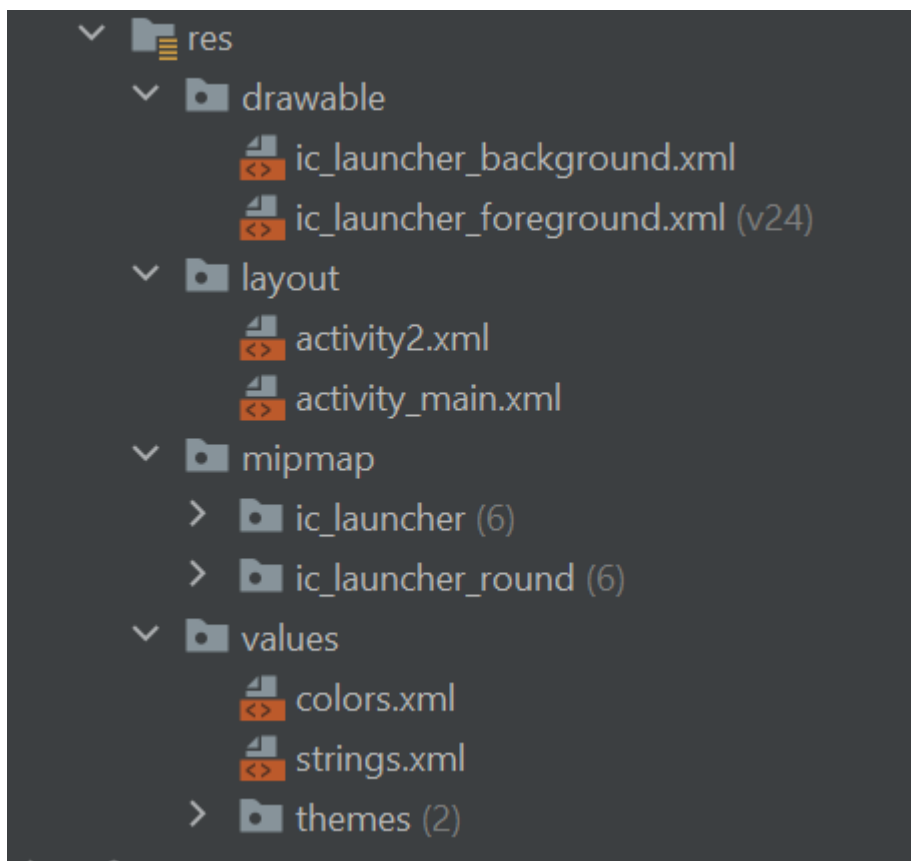 res
drawable
ic_launcher_background.xml
ic_launcher_foreground.xml (v24)
layout
activity2.xml
activity_main.xml
mipmap
ic_launcher (6)
ic_launcher_round (6)
values
colors.xml
strings.xml
themes (2)